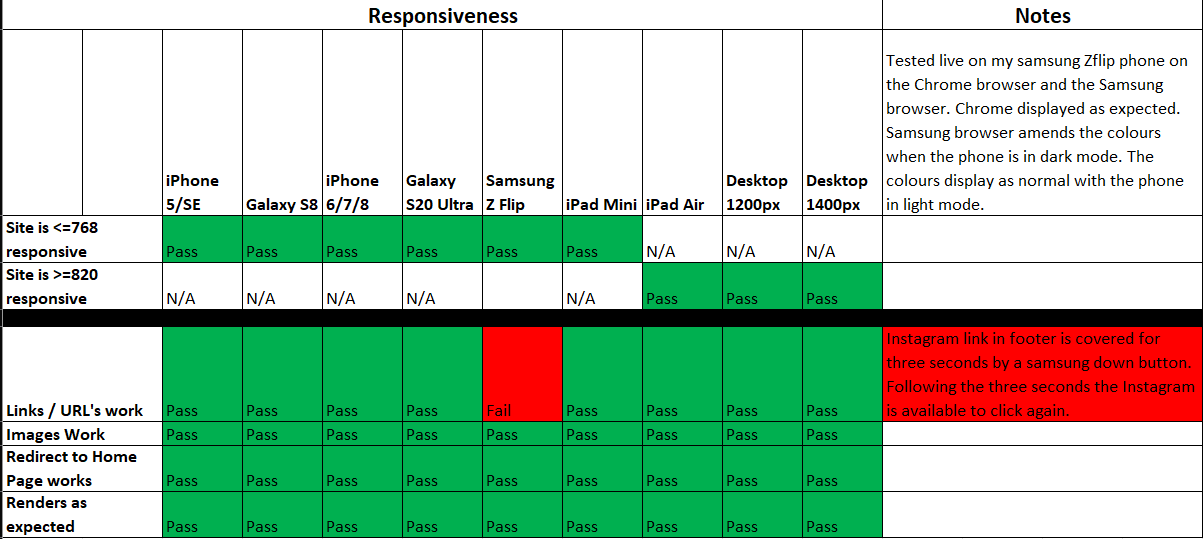 Responsiveness
Notes
iPhone
5/SE
Galaxy S8
iPhone
6/7/8
Galaxy
S20 Ultra
Samsung
Z Flip
iPad Mini
iPad Air
Desktop
1200px
Desktop
1400px
Tested live on my samsung Zflip phone on
the Chrome browser and the Samsung
browser. Chrome displayed as expected.
Samsung browser amends the colours
when the phone is in dark mode. The
colours display as normal with the phone
in light mode.
Site is <=768
responsive
Pass Pass Pass Pass Pass Pass N/A N/A N/A
Site is >=820
responsive
N/A N/A N/A N/A N/A Pass Pass Pass
Links / URL's work
Pass Pass Pass Pass Fail Pass Pass Pass Pass
Instagram link in footer is covered for
three seconds by a samsung down button.
Following the three seconds the Instagram
is available to click again.
Images Work
Pass Pass Pass Pass Pass Pass Pass Pass Pass
Redirect to Home
Page works
Pass Pass Pass Pass Pass Pass Pass Pass Pass
Renders as
expected
Pass Pass Pass Pass Pass Pass Pass Pass Pass